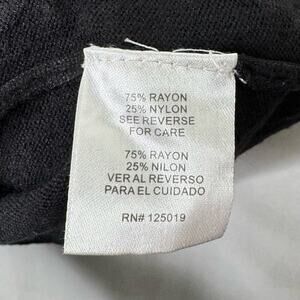 75% RAYON
25% NYLON
SEE REVERSE
FOR CARE
75% RAYON
25% NILON
VER AL REVERSO
PARA EL CUIDADO
RN# 125019